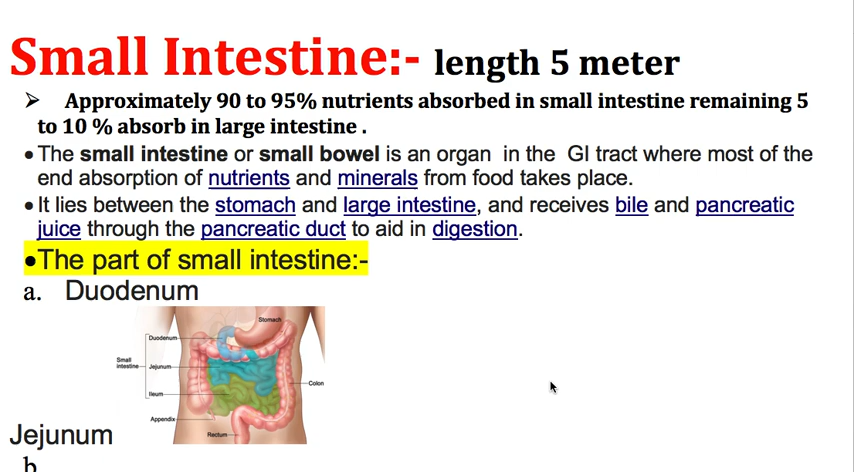 Small Intestine:- length 5 meter
➢ Approximately 90 to 95% nutrients absorbed in small intestine remaining 5
to 10 % absorb in large intestine .
• The small intestine or small bowel is an organ in the GI tract where most of the
end absorption of nutrients and minerals from food takes place.
• It lies between the stomach and large intestine, and receives bile and pancreatic
juice through the pancreatic duct to aid in digestion.
•The part of small intestine:-
a. Duodenum
Stomach
Duodenum
Small
intestine
Jejunum
Colon
Ileum
Appendix
Rectum
Jejunum
b